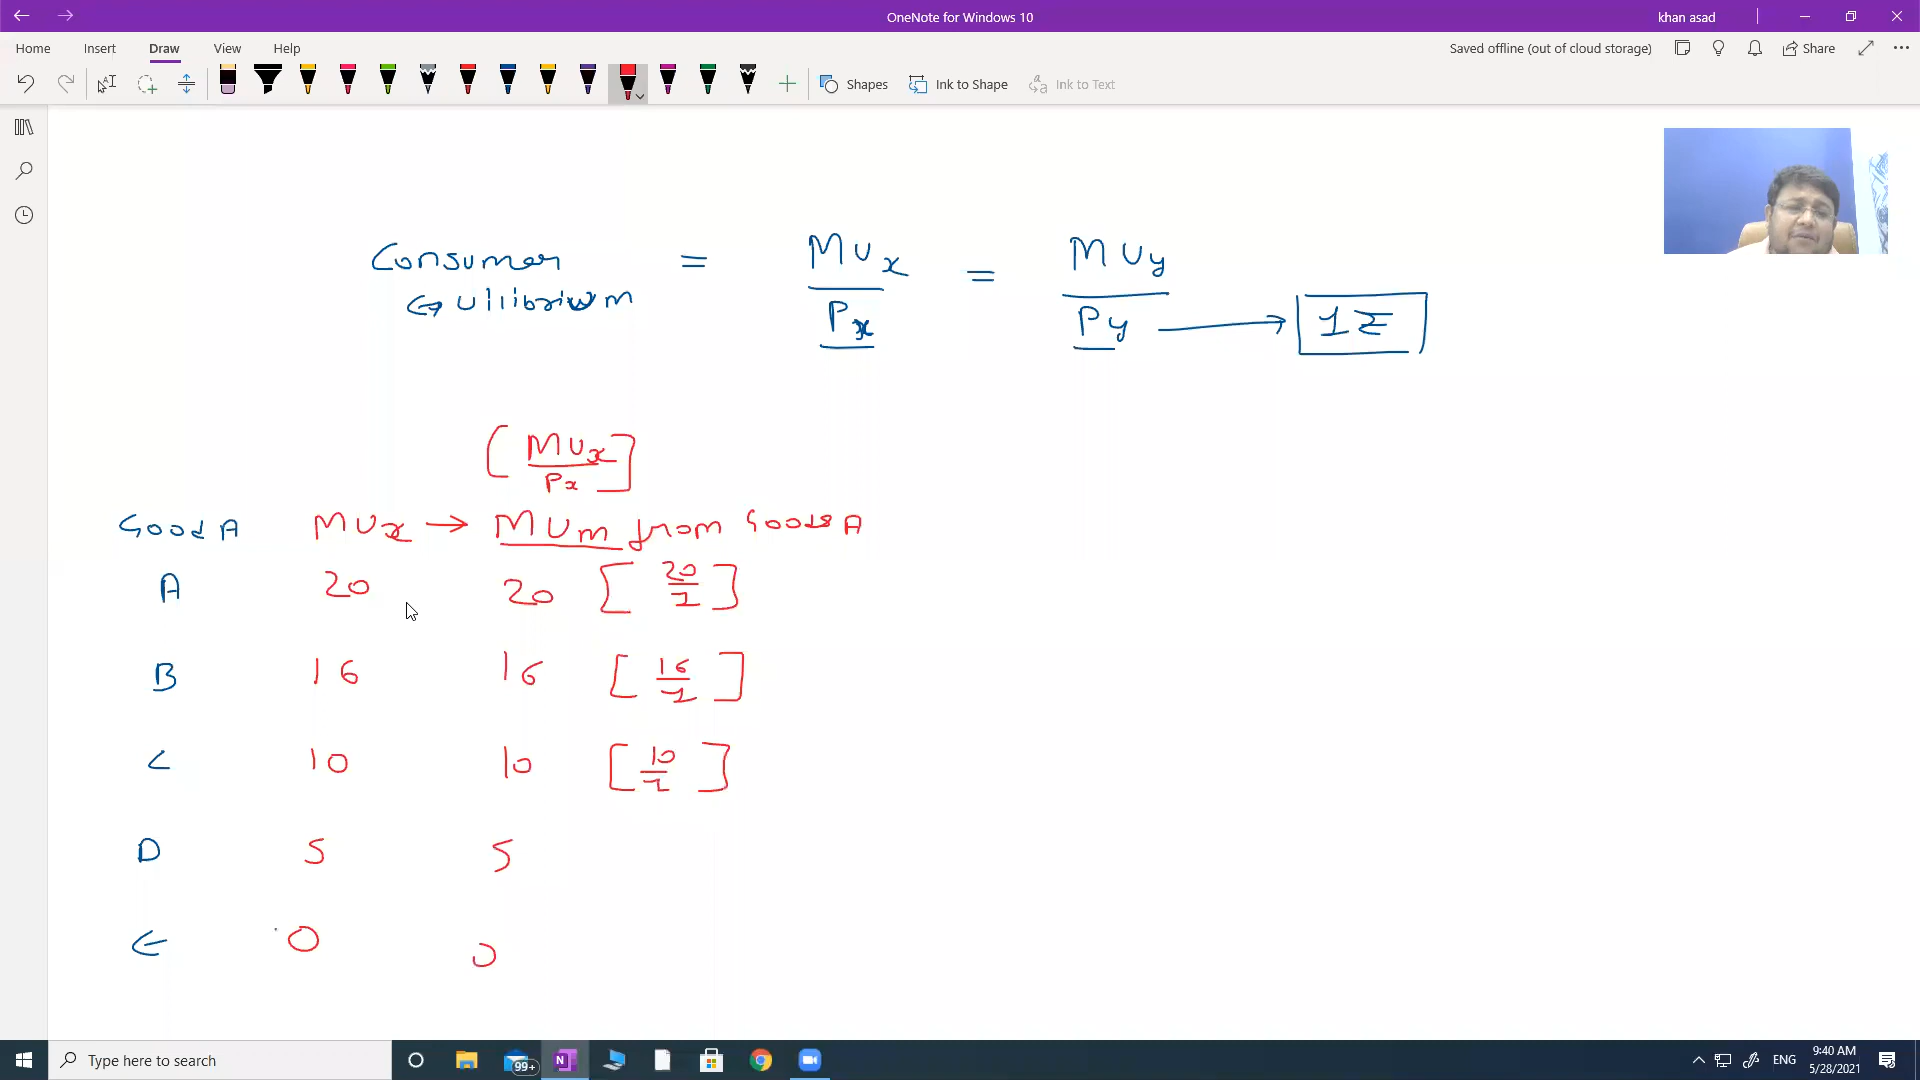 OneNote for Windows 10
khan asad
Home Insert Draw View Help
Saved offline (out of cloud storage)
Share
Shapes
Ink to Shape
Ink to Text
Consumer = MUx = MUy
Px Py → 1
[MUx
Px]
Good A MUx → MUm from Goods A
A 20 20 [20/1]
B 16 16 [16/1]
C 10 10 [10/1]
D 5 5
E 0 0
Type here to search
99+
ENG
9:40 AM
5/28/2021